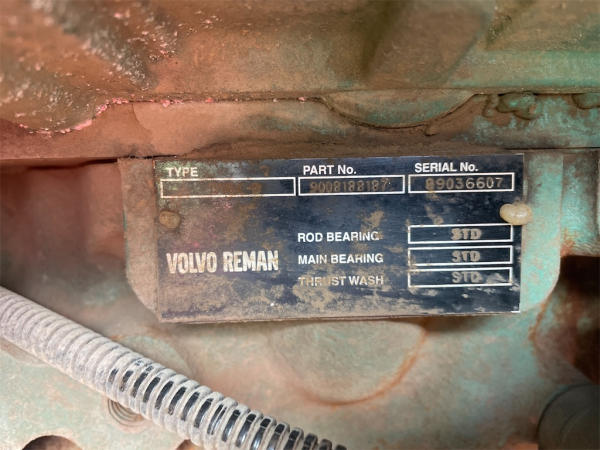 TYPE PART No. SERIAL No.
9008188187 89036607
ROD BEARING STD
VOLVO REMAN MAIN BEARING STD
THRUST WASH STD